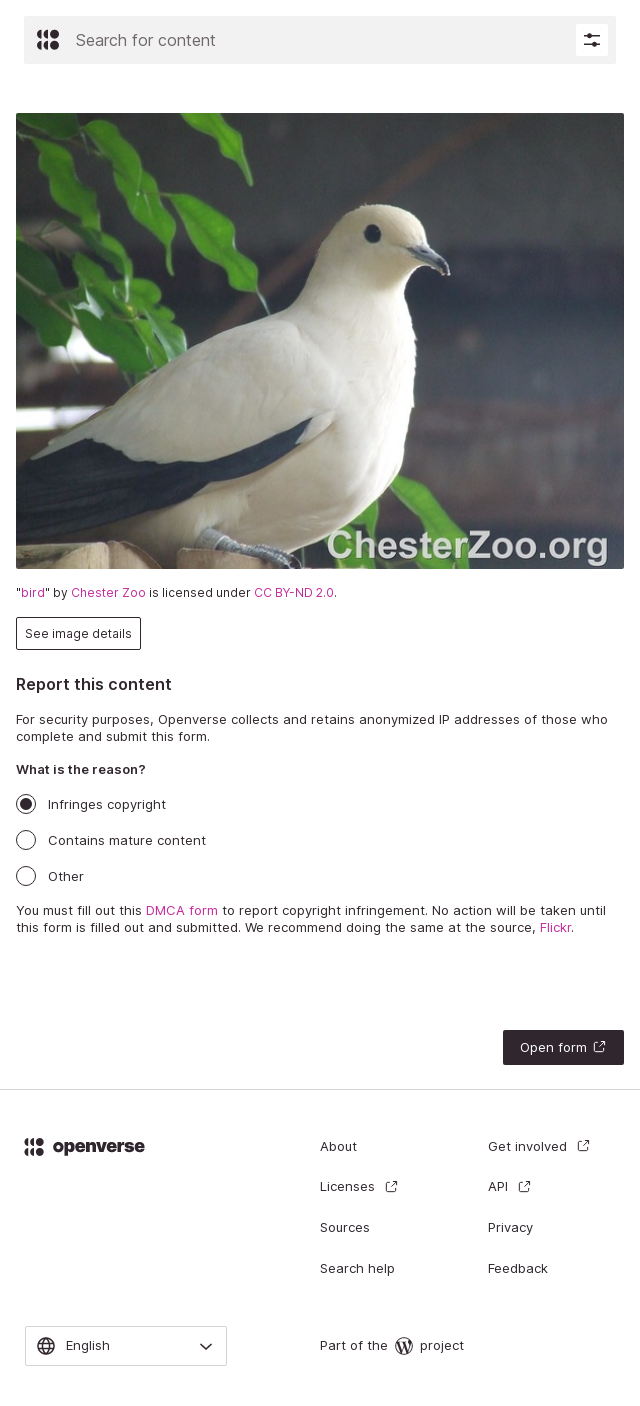 Search for content
ChesterZoo.org
"bird" by Chester Zoo is licensed under CC BY-ND 2.0.
See image details
Report this content
For security purposes, Openverse collects and retains anonymized IP addresses of those who
complete and submit this form.
What is the reason?
Infringes copyright
Contains mature content
Other
You must fill out this DMCA form to report copyright infringement. No action will be taken until
this form is filled out and submitted. We recommend doing the same at the source, Flickr.
Open form
openverse
About
Get involved
Licenses
API
Sources
Privacy
Search help
Feedback
English
Part of the project